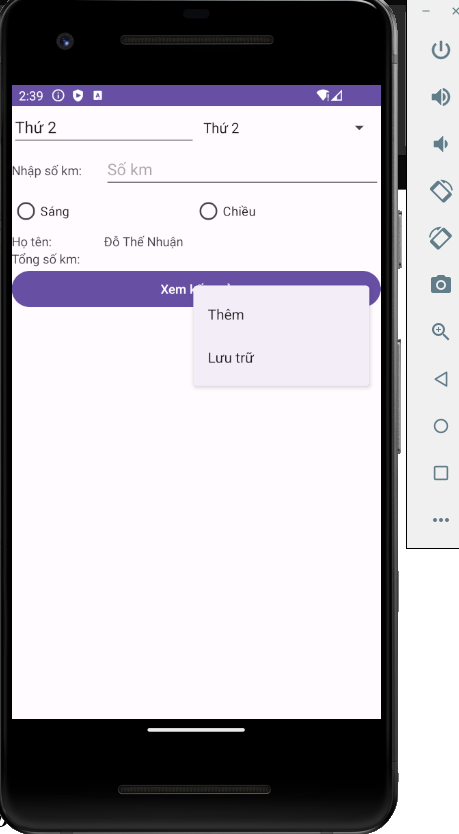 2:39
Thứ 2 Thứ 2
Nhập số km: Số km
Sáng Chiều
Họ tên: Đỗ Thế Nhuận
Tổng số km:
Xem
Thêm
Lưu trữ